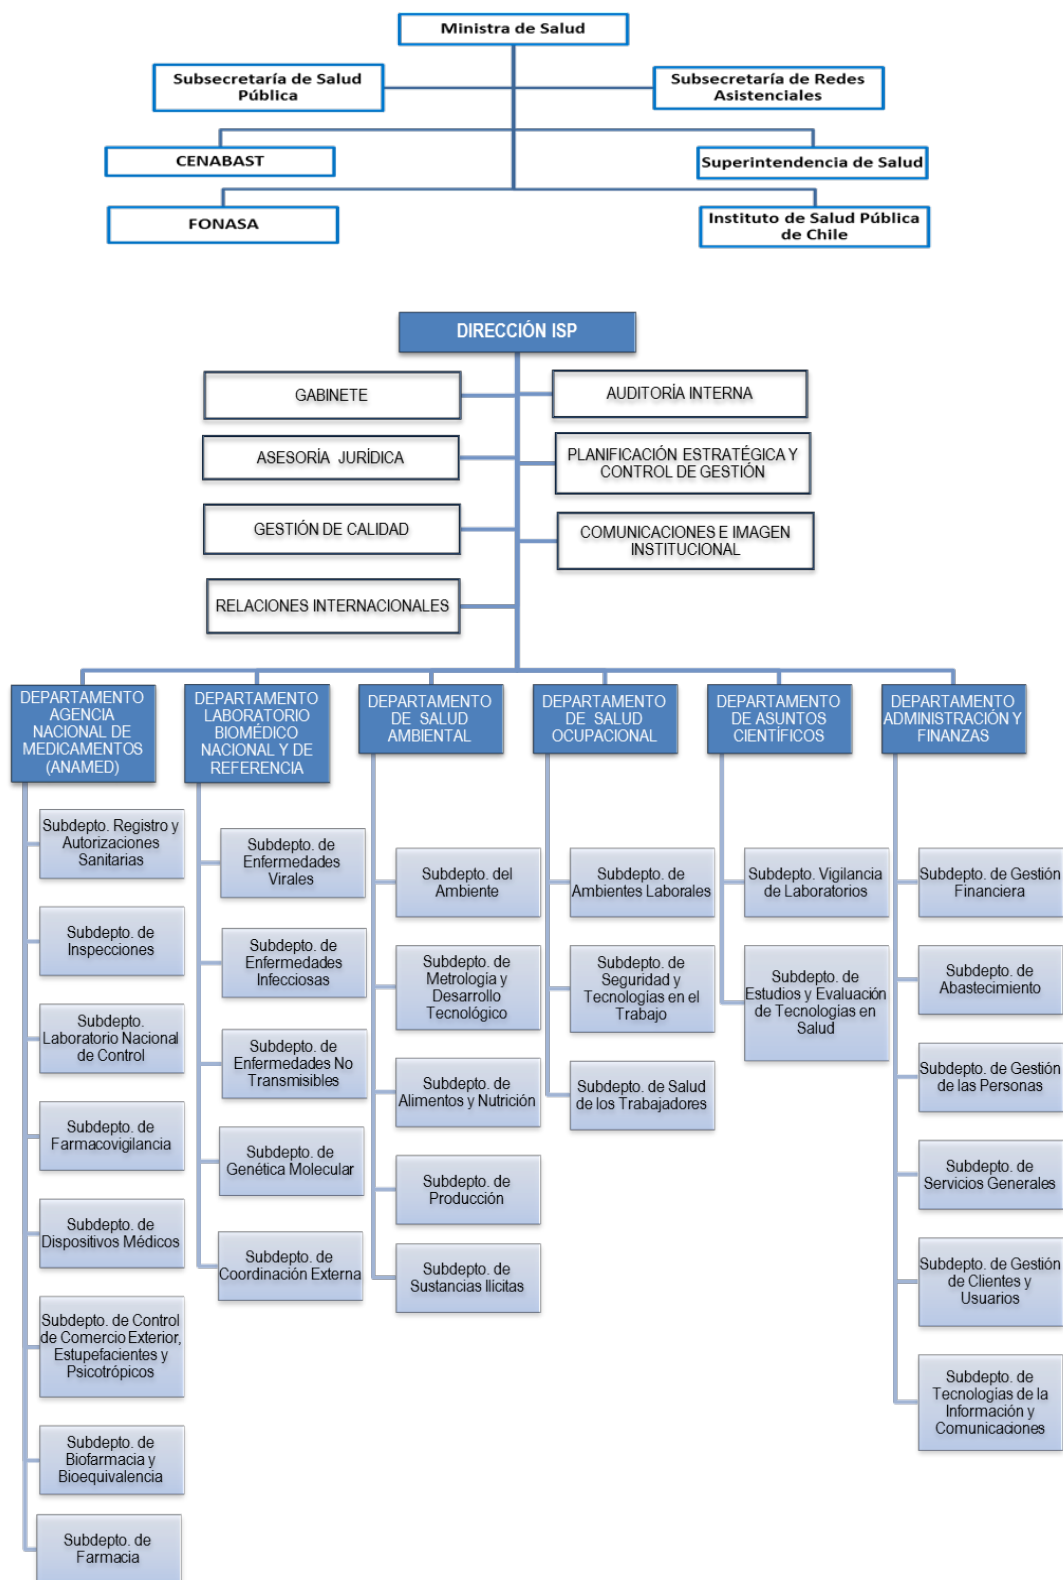 Ministra de Salud
Subsecretaría de Salud
Pública
Subsecretaría de Redes
Asistenciales
CENABAST
Superintendencia de Salud
FONASA
Instituto de Salud Pública
de Chile
DIRECCIÓN ISP
GABINETE
AUDITORÍA INTERNA
ASESORÍA JURÍDICA
PLANIFICACIÓN ESTRATÉGICA Y
CONTROL DE GESTIÓN
GESTIÓN DE CALIDAD
COMUNICACIONES E IMAGEN
INSTITUCIONAL
RELACIONES INTERNACIONALES
DEPARTAMENTO
AGENCIA
NACIONAL DE
MEDICAMENTOS
(ANAMED)
DEPARTAMENTO
LABORATORIO
BIOMÉDICO
NACIONAL Y DE
REFERENCIA
DEPARTAMENTO
DE SALUD
AMBIENTAL
DEPARTAMENTO
DE SALUD
OCUPACIONAL
DEPARTAMENTO
DE ASUNTOS
CIENTÍFICOS
DEPARTAMENTO
ADMINISTRACIÓN Y
FINANZAS
Subdepto. Registro y
Autorizaciones
Sanitarias
Subdepto. de
Inspecciones
Subdepto.
Laboratorio Nacional
de Control
Subdepto. de
Farmacovigilancia
Subdepto. de
Dispositivos Médicos
Subdepto. de Control
de Comercio Exterior,
Estupefacientes y
Psicotrópicos
Subdepto. de
Biofarmacia y
Bioequivalencia
Subdepto. de
Farmacia
Subdepto. de
Enfermedades
Virales
Subdepto. de
Enfermedades
Infecciosas
Subdepto. de
Enfermedades No
Transmisibles
Subdepto. de
Genética Molecular
Subdepto. de
Coordinación Externa
Subdepto. del
Ambiente
Subdepto. de
Metrología y
Desarrollo
Tecnológico
Subdepto. de
Alimentos y Nutrición
Subdepto. de
Producción
Subdepto. de
Sustancias Ilícitas
Subdepto. de
Ambientes Laborales
Subdepto. de
Seguridad y
Tecnologías en el
Trabajo
Subdepto. de Salud
de los Trabajadores
Subdepto. Vigilancia
de Laboratorios
Subdepto. de
Estudios y Evaluación
de Tecnologías en
Salud
Subdepto. de Gestión
Financiera
Subdepto. de
Abastecimiento
Subdepto. de Gestión
de las Personas
Subdepto. de
Servicios Generales
Subdepto. de Gestión
de Clientes y
Usuarios
Subdepto. de
Tecnologías de la
Información y
Comunicaciones